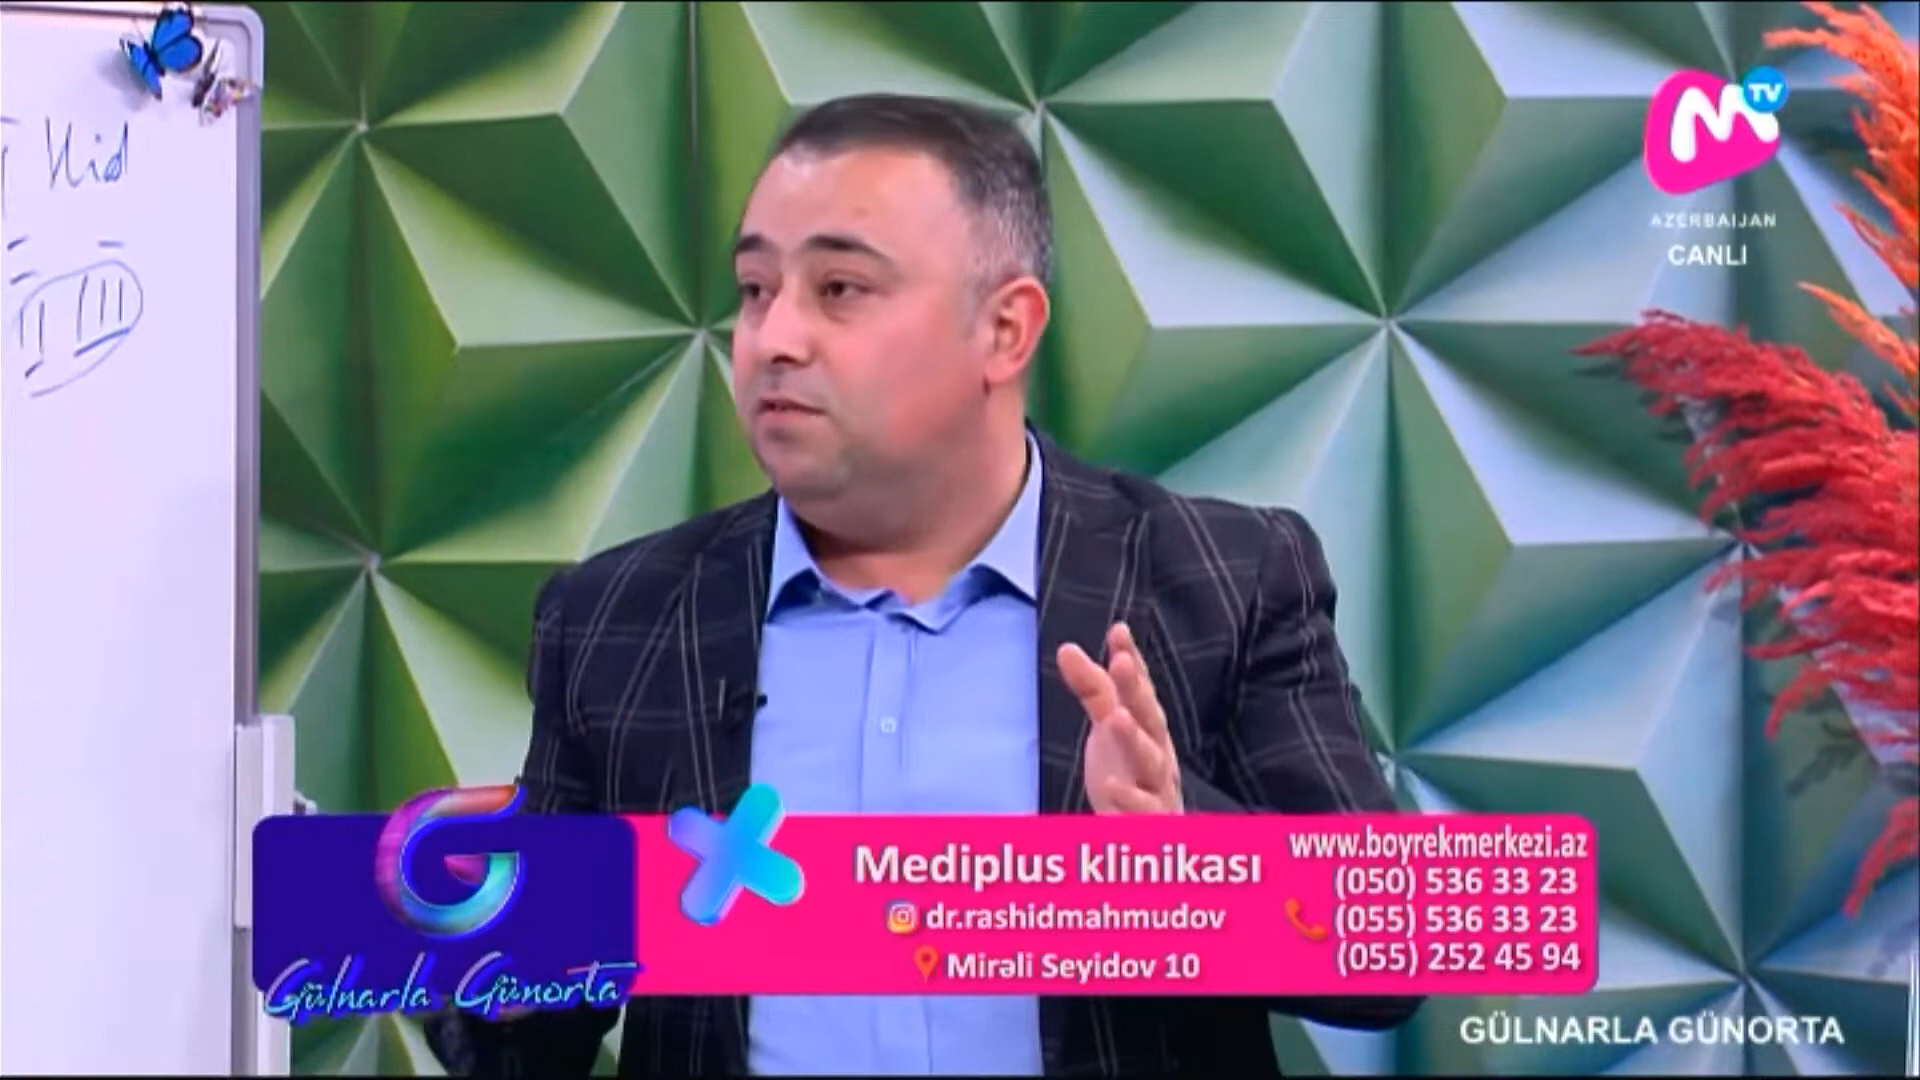 M TV
AZERBAIJAN
CANLI
Mediplus klinikası
dr.rashidmahmudov
Mirəli Seyidov 10
www.boyrekmerkezi.az
(050) 536 33 23
(055) 536 33 23
(055) 252 45 94
Gülnarla Günorta
GÜLNARLA GÜNORTA